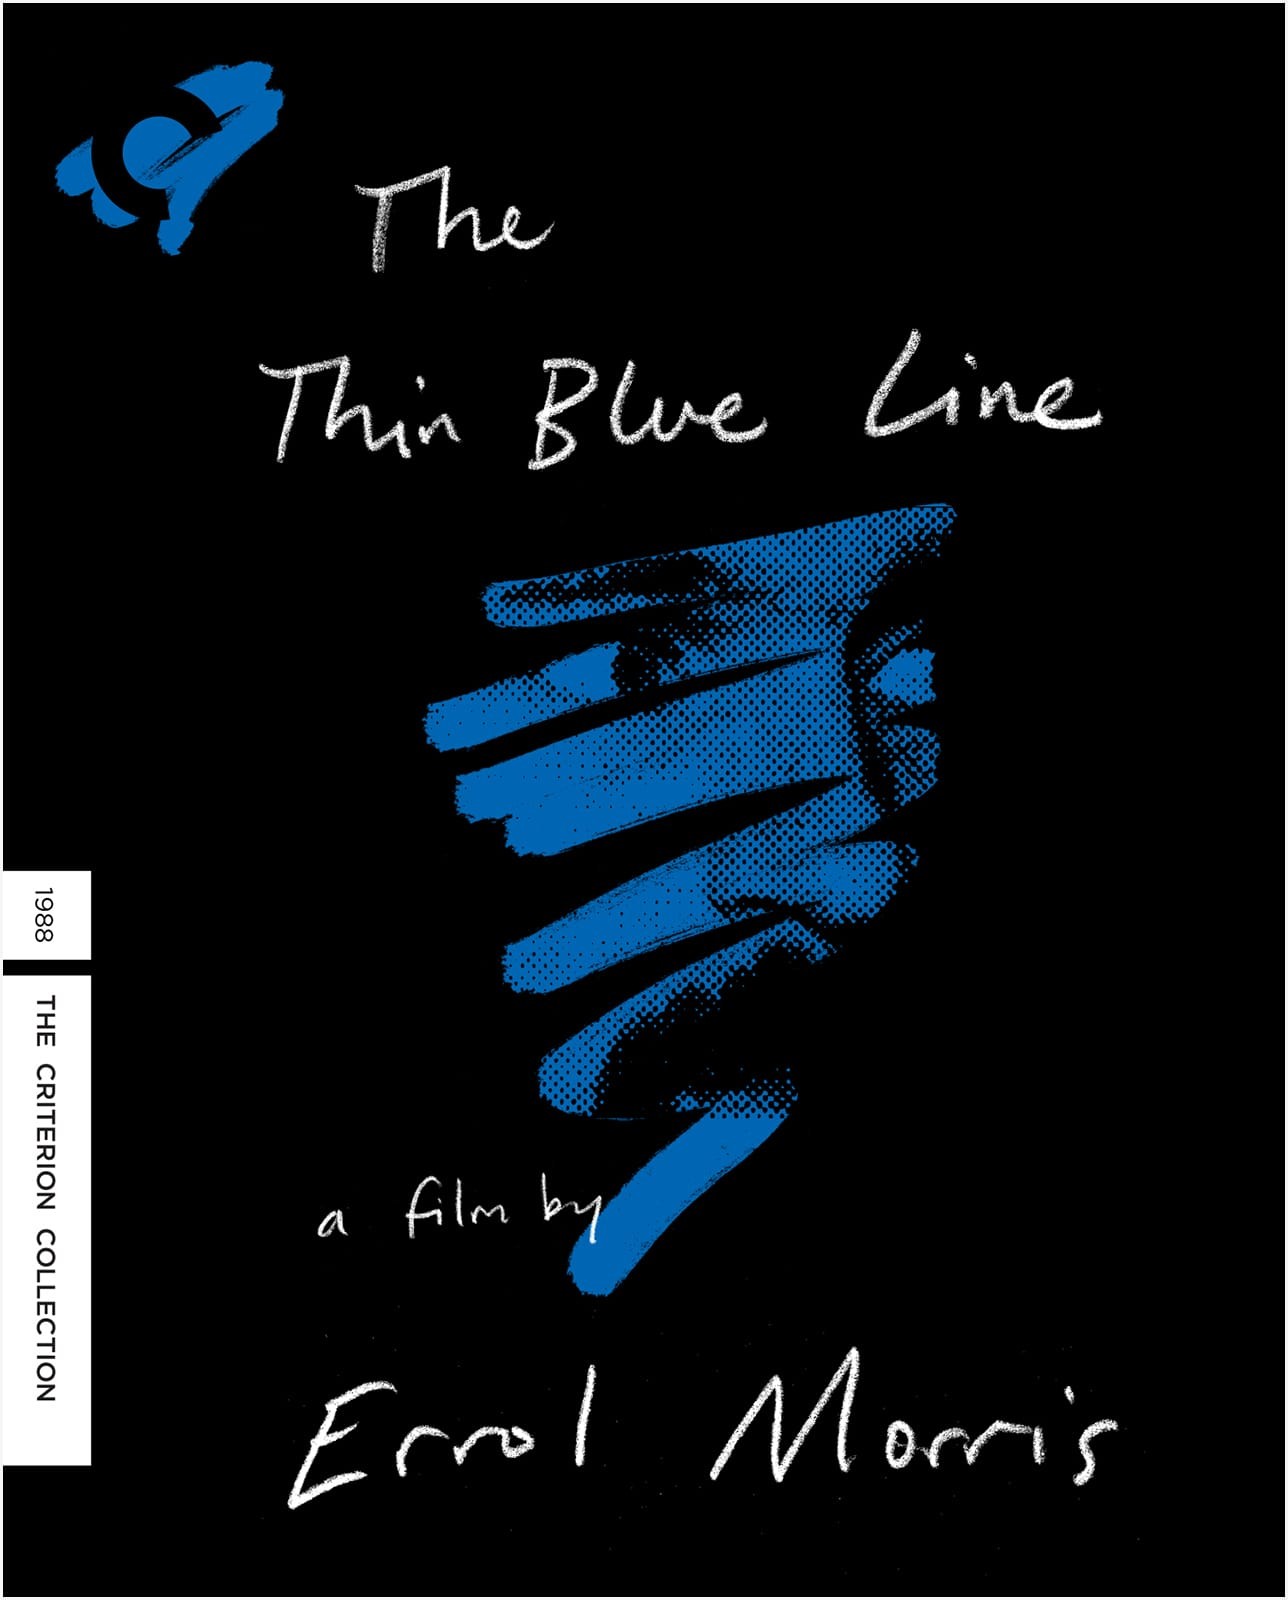 The
Thin Blue Line
a film by
Errol Morris
1988
THE CRITERION COLLECTION